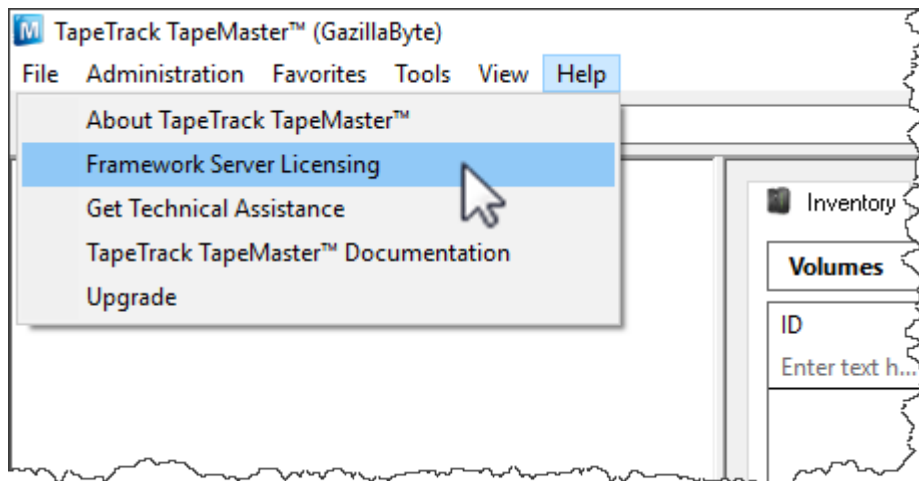 TapeTrack TapeMaster™ (GazillaByte)
File Administration Favorites Tools View Help
About TapeTrack TapeMaster™
Framework Server Licensing
Get Technical Assistance
TapeTrack TapeMaster™ Documentation
Upgrade
Inventory
Volumes
ID
Enter text h...